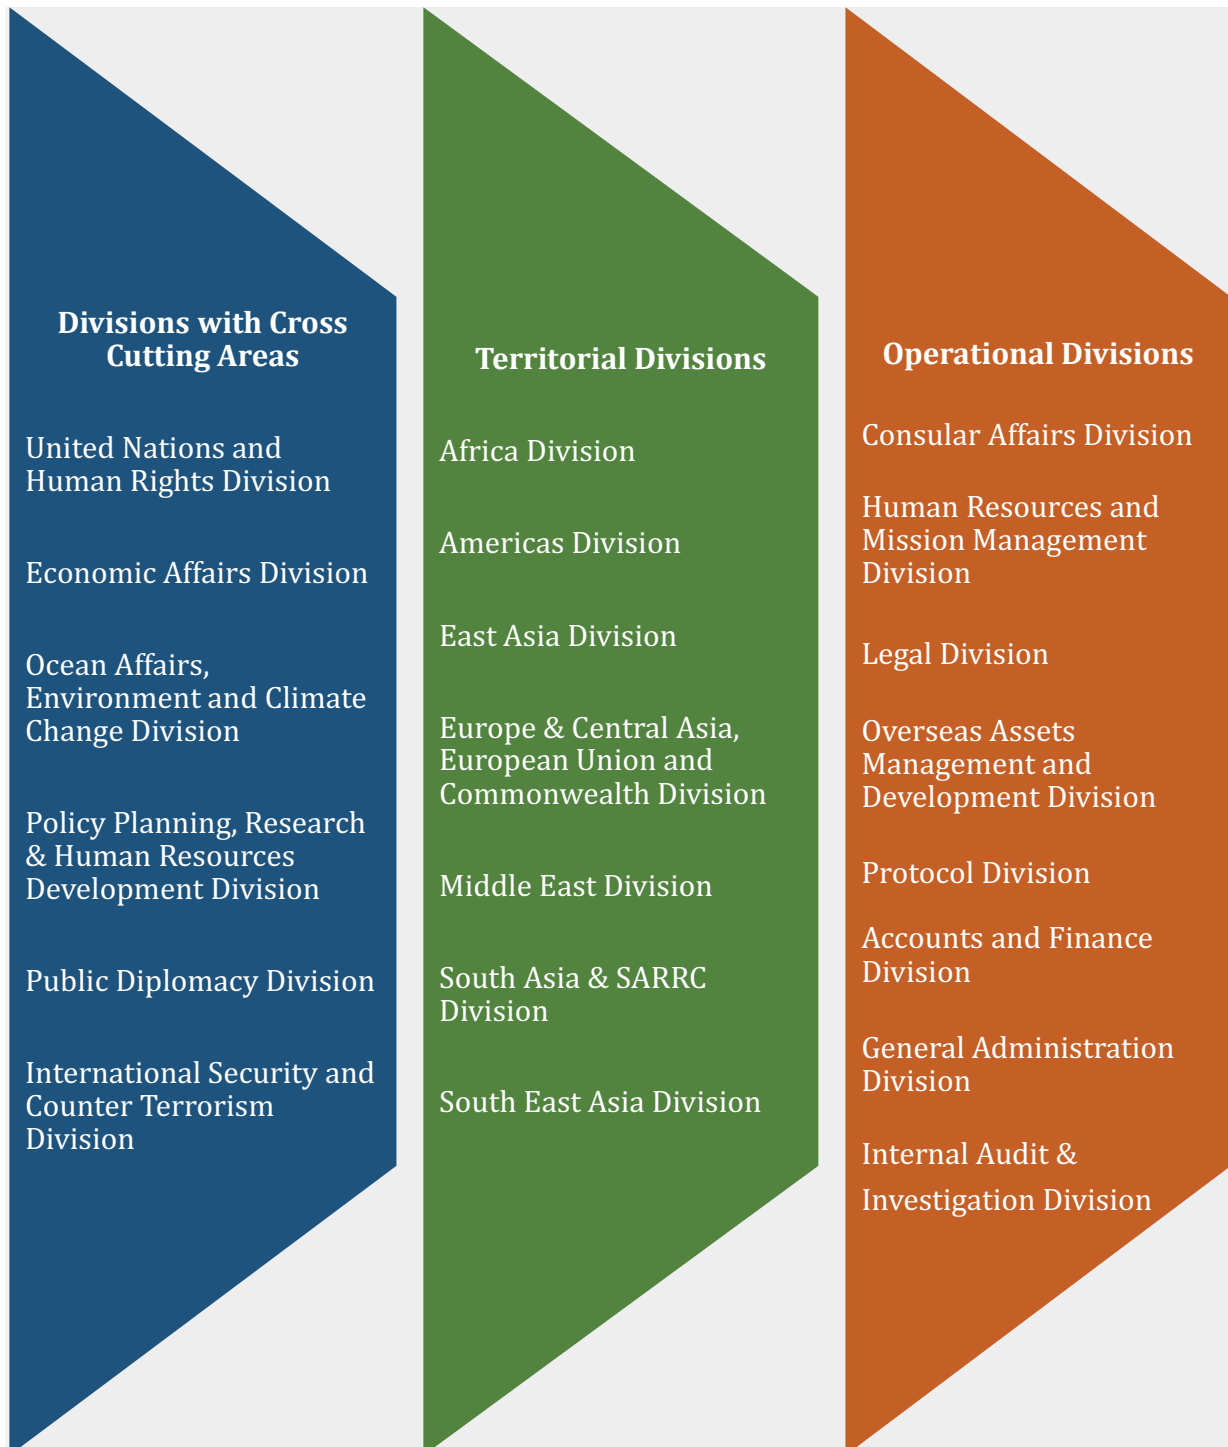 Divisions with Cross
Cutting Areas
United Nations and
Human Rights Division
Economic Affairs Division
Ocean Affairs,
Environment and Climate
Change Division
Policy Planning, Research
& Human Resources
Development Division
Public Diplomacy Division
International Security and
Counter Terrorism
Division
Territorial Divisions
Africa Division
Americas Division
East Asia Division
Europe & Central Asia,
European Union and
Commonwealth Division
Middle East Division
South Asia & SARRC
Division
South East Asia Division
Operational Divisions
Consular Affairs Division
Human Resources and
Mission Management
Division
Legal Division
Overseas Assets
Management and
Development Division
Protocol Division
Accounts and Finance
Division
General Administration
Division
Internal Audit &
Investigation Division